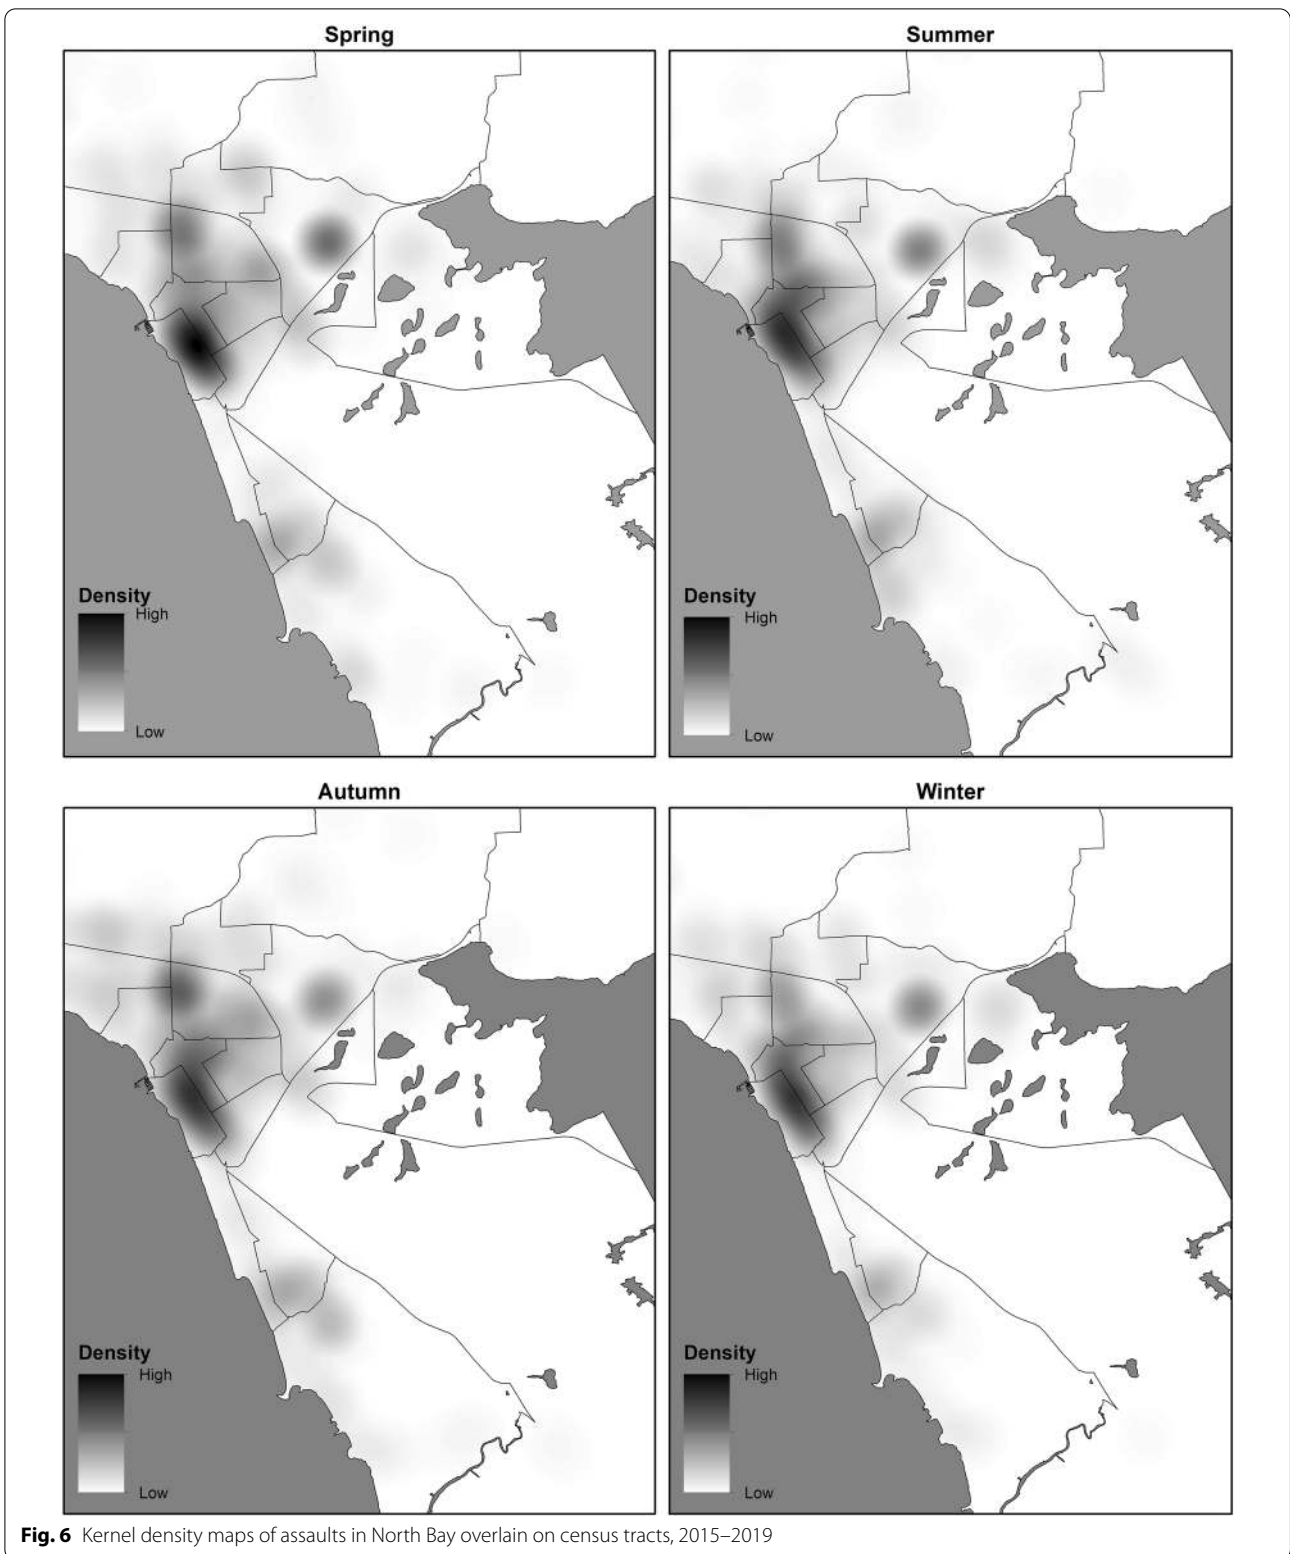 Spring
Summer
Density
High
Low
Density
High
Low
Autumn
Winter
Density
High
Low
Density
High
Low
Fig. 6 Kernel density maps of assaults in North Bay overlain on census tracts, 2015–2019